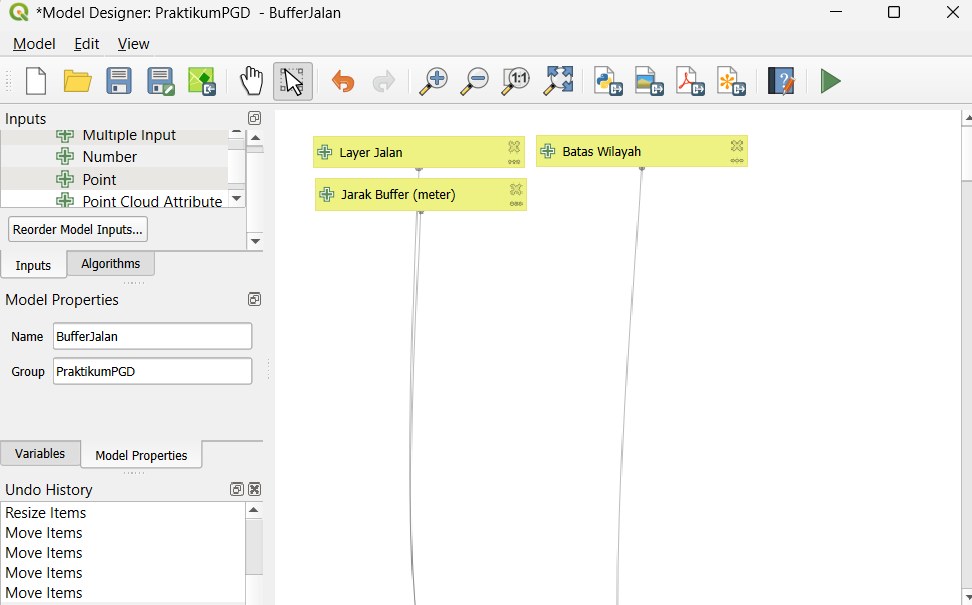 *Model Designer: PraktikumPGD - BufferJalan
Model Edit View
1:1
Inputs
Multiple Input
Number
Point
Point Cloud Attribute
Reorder Model Inputs...
Inputs Algorithms
Model Properties
Name BufferJalan
Group PraktikumPGD
Variables Model Properties
Undo History
Resize Items
Move Items
Move Items
Move Items
Move Items
Layer Jalan
Batas Wilayah
Jarak Buffer (meter)